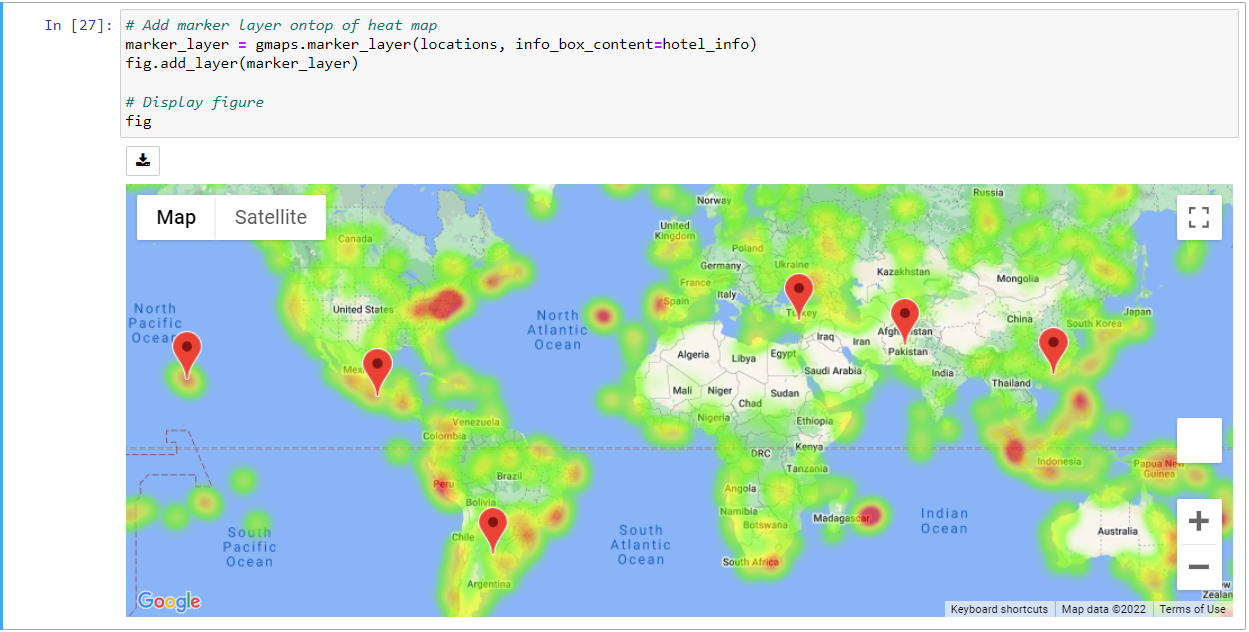 In [27]:
# Add marker layer ontop of heat map
marker_layer = gmaps.marker_layer(locations, info_box_content=hotel_info)
fig.add_layer(marker_layer)
# Display figure
fig
Map Satellite
Russia
Norway
Canada
United
Kingdom
Poland
Germany
Ukraine
Kazakhstan
Mongolia
France
Italy
Spain
North
Pacific
Ocean
United States
North
Atlantic
Ocean
Turkey
China
South Korea
Japan
Iraq
Iran
Pakistan
Algeria
Libya
Egypt
Saudi Arabia
India
Thailand
Mali
Niger
Chad
Sudan
Nigeria
Ethiopia
Venezuela
Colombia
DRC
Kenya
Tanzania
Indonesia
Papua New
Guinea
Brazil
Peru
Bolivia
Angola
Namibia
Botswana
Madagascar
Indian
Ocean
South
Pacific
Ocean
Chile
South
Atlantic
Ocean
South Africa
Australia
Argentina
Google
Keyboard shortcuts
Map data ©2022
Terms of Use